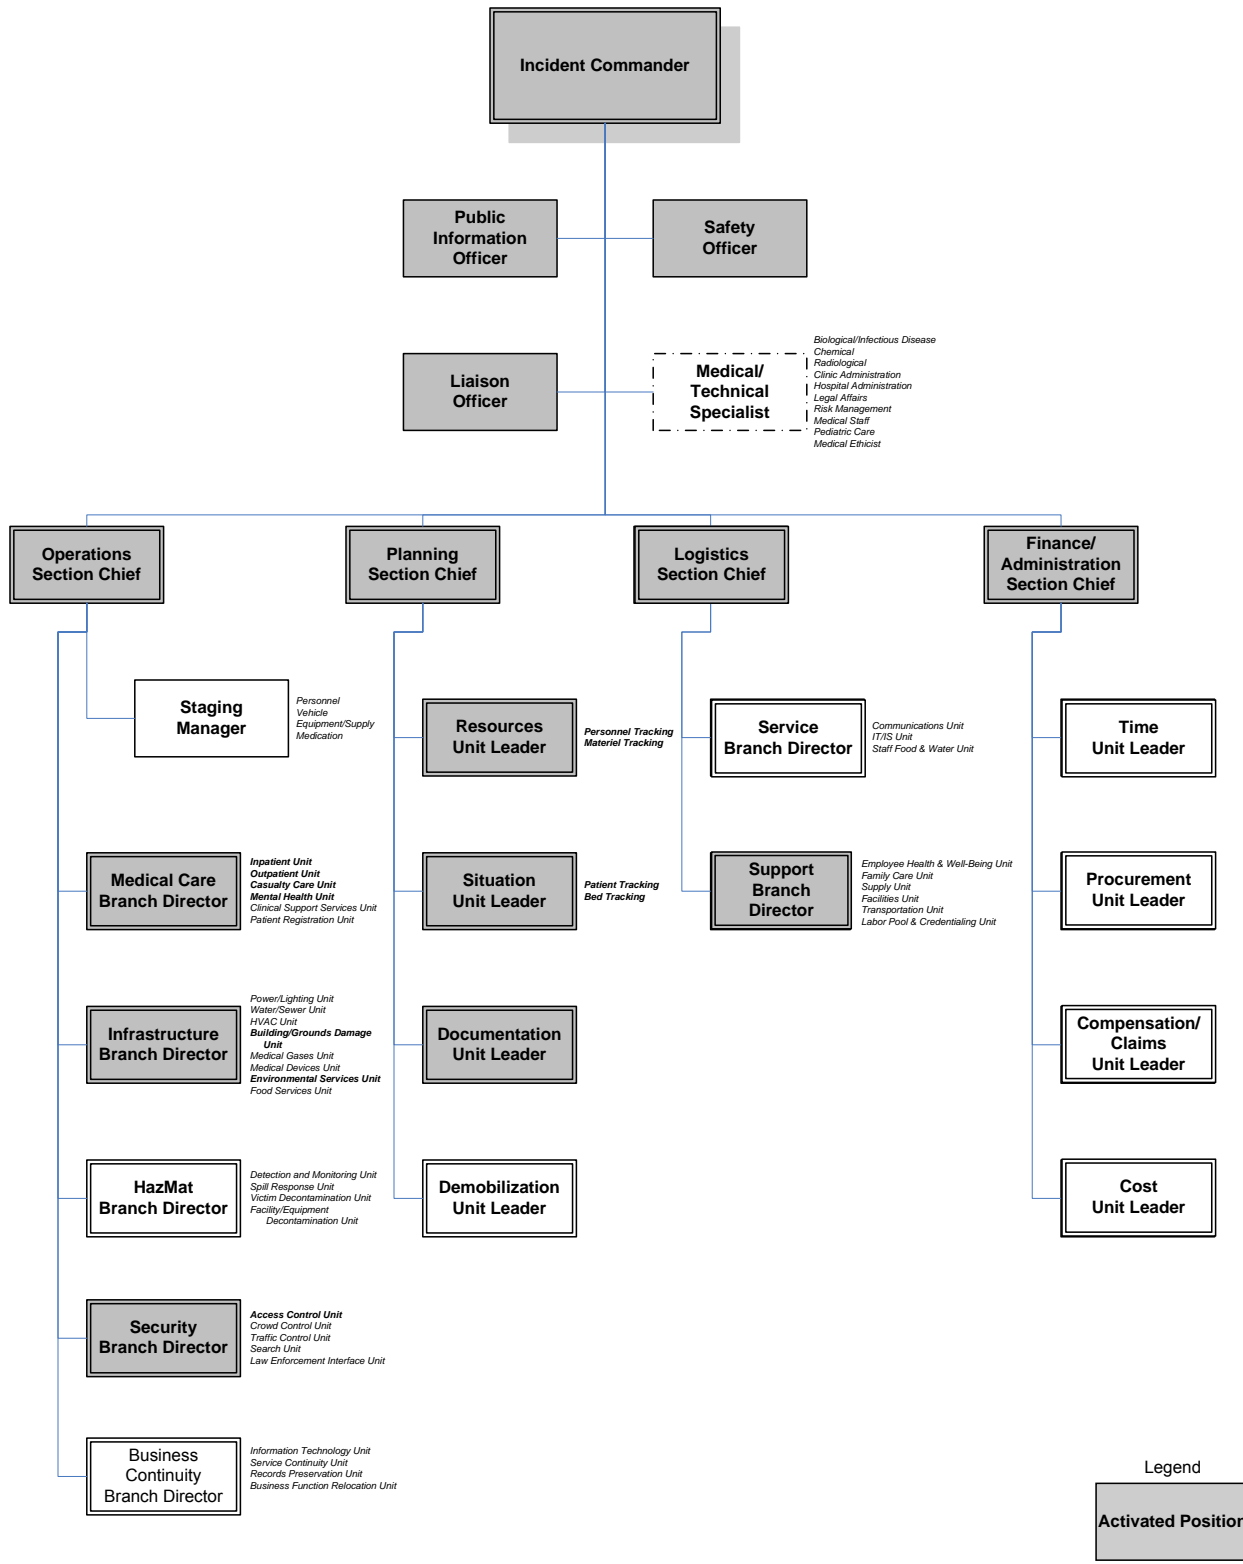 Incident Commander
Public
Information
Officer
Safety
Officer
Liaison
Officer
Medical/
Technical
Specialist
Biological/Infectious Disease
Chemical
Radiological
Clinic Administration
Hospital Administration
Legal Affairs
Risk Management
Medical Staff
Pediatric Care
Medical Ethicist
Operations
Section Chief
Planning
Section Chief
Logistics
Section Chief
Finance/
Administration
Section Chief
Staging
Manager
Personnel
Vehicle
Equipment/Supply
Medication
Resources
Unit Leader
Personnel Tracking
Materiel Tracking
Service
Branch Director
Communications Unit
IT/IS Unit
Staff Food & Water Unit
Time
Unit Leader
Medical Care
Branch Director
Inpatient Unit
Outpatient Unit
Casualty Care Unit
Mental Health Unit
Clinical Support Services Unit
Patient Registration Unit
Situation
Unit Leader
Patient Tracking
Bed Tracking
Support
Branch
Director
Employee Health & Well-Being Unit
Family Care Unit
Supply Unit
Facilities Unit
Transportation Unit
Labor Pool & Credentialing Unit
Procurement
Unit Leader
Infrastructure
Branch Director
Power/Lighting Unit
Water/Sewer Unit
HVAC Unit
Building/Grounds Damage
Unit
Medical Gases Unit
Medical Devices Unit
Environmental Services Unit
Food Services Unit
Documentation
Unit Leader
Compensation/
Claims
Unit Leader
HazMat
Branch Director
Detection and Monitoring Unit
Spill Response Unit
Victim Decontamination Unit
Facility/Equipment
Decontamination Unit
Demobilization
Unit Leader
Cost
Unit Leader
Security
Branch Director
Access Control Unit
Crowd Control Unit
Traffic Control Unit
Search Unit
Law Enforcement Interface Unit
Business
Continuity
Branch Director
Information Technology Unit
Service Continuity Unit
Records Preservation Unit
Business Function Relocation Unit
Legend
Activated Position